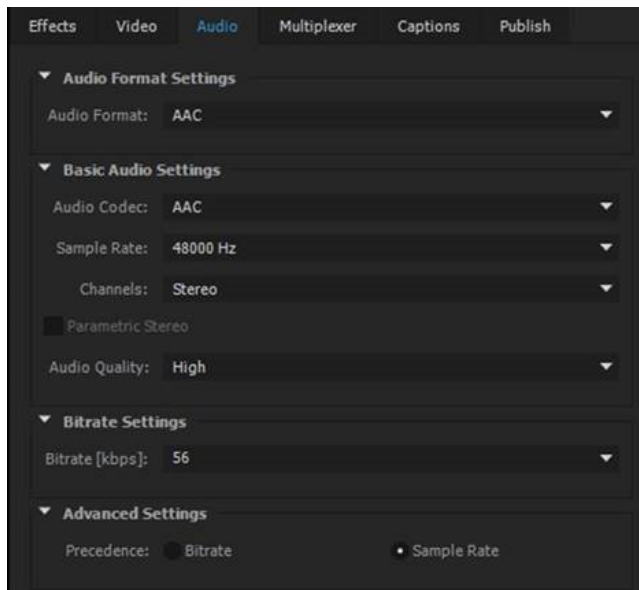 Effects Video Audio Multiplexer Captions Publish
Audio Format Settings
Audio Format: AAC
Basic Audio Settings
Audio Codec: AAC
Sample Rate: 48000 Hz
Channels: Stereo
Parametric Stereo
Audio Quality: High
Bitrate Settings
Bitrate [kbps]: 56
Advanced Settings
Precedence: Bitrate Sample Rate